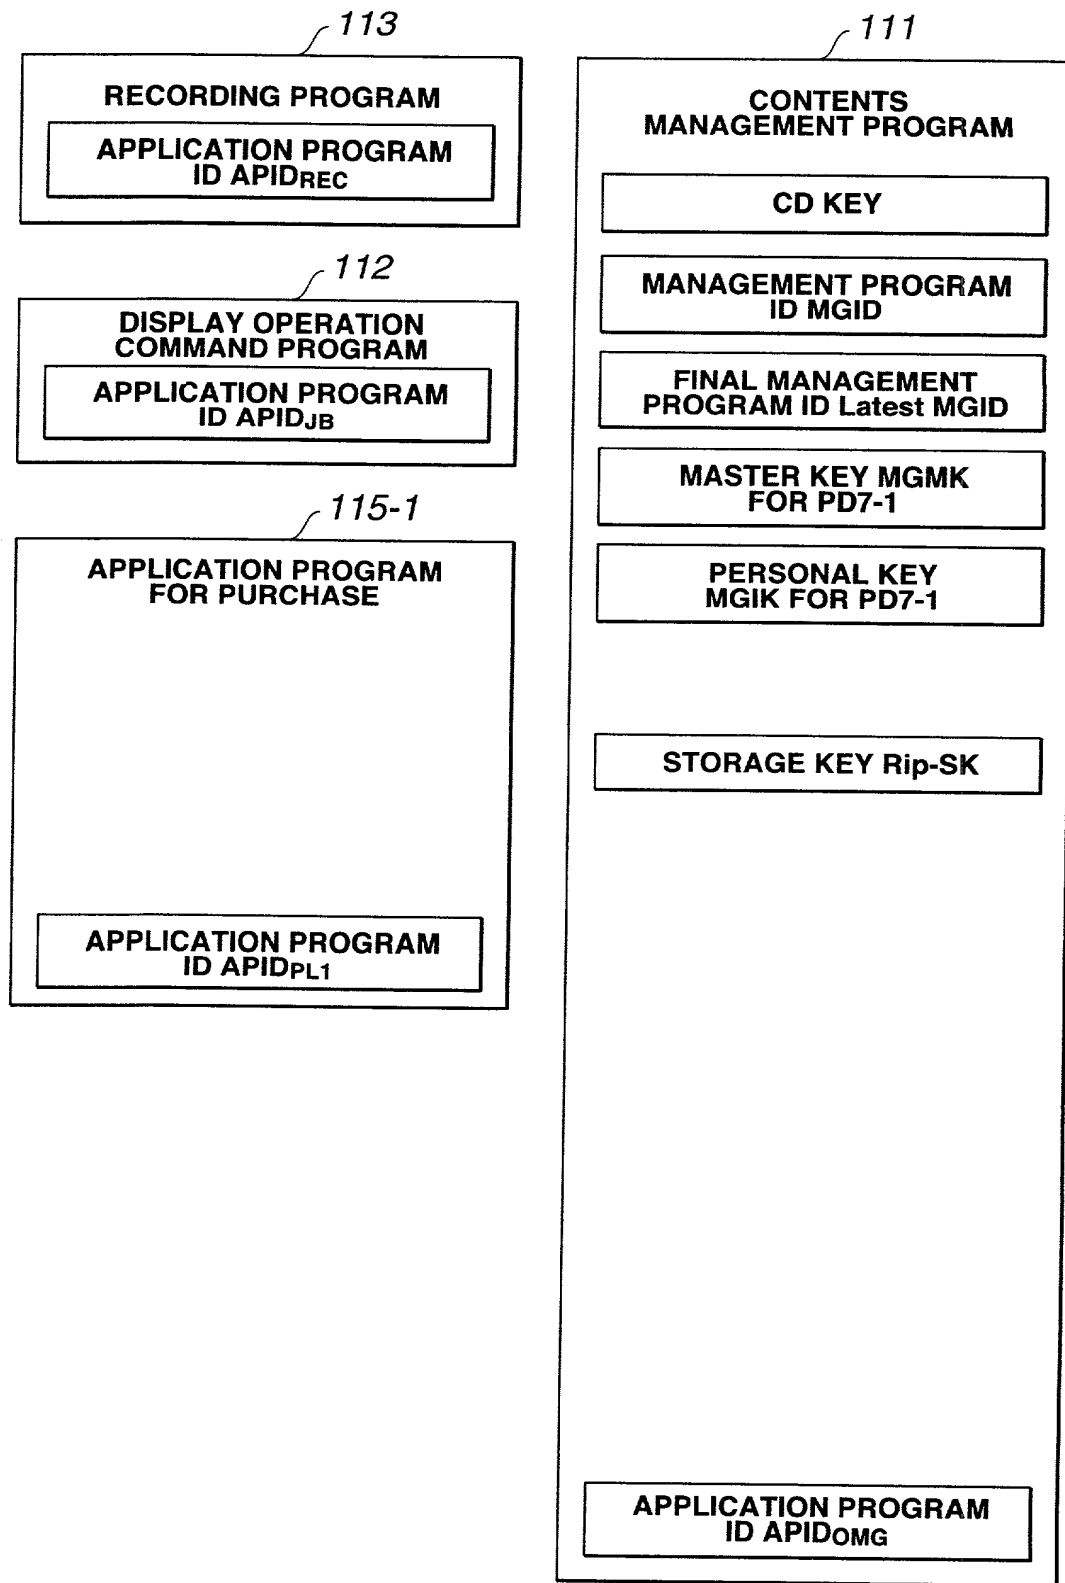 113
RECORDING PROGRAM
APPLICATION PROGRAM
ID APIDREC
112
DISPLAY OPERATION
COMMAND PROGRAM
APPLICATION PROGRAM
ID APIDJB
115-1
APPLICATION PROGRAM
FOR PURCHASE
APPLICATION PROGRAM
ID APIDPL1
111
CONTENTS
MANAGEMENT PROGRAM
CD KEY
MANAGEMENT PROGRAM
ID MGID
FINAL MANAGEMENT
PROGRAM ID Latest MGID
MASTER KEY MGMK
FOR PD7-1
PERSONAL KEY
MGIK FOR PD7-1
STORAGE KEY Rip-SK
APPLICATION PROGRAM
ID APIDOMG